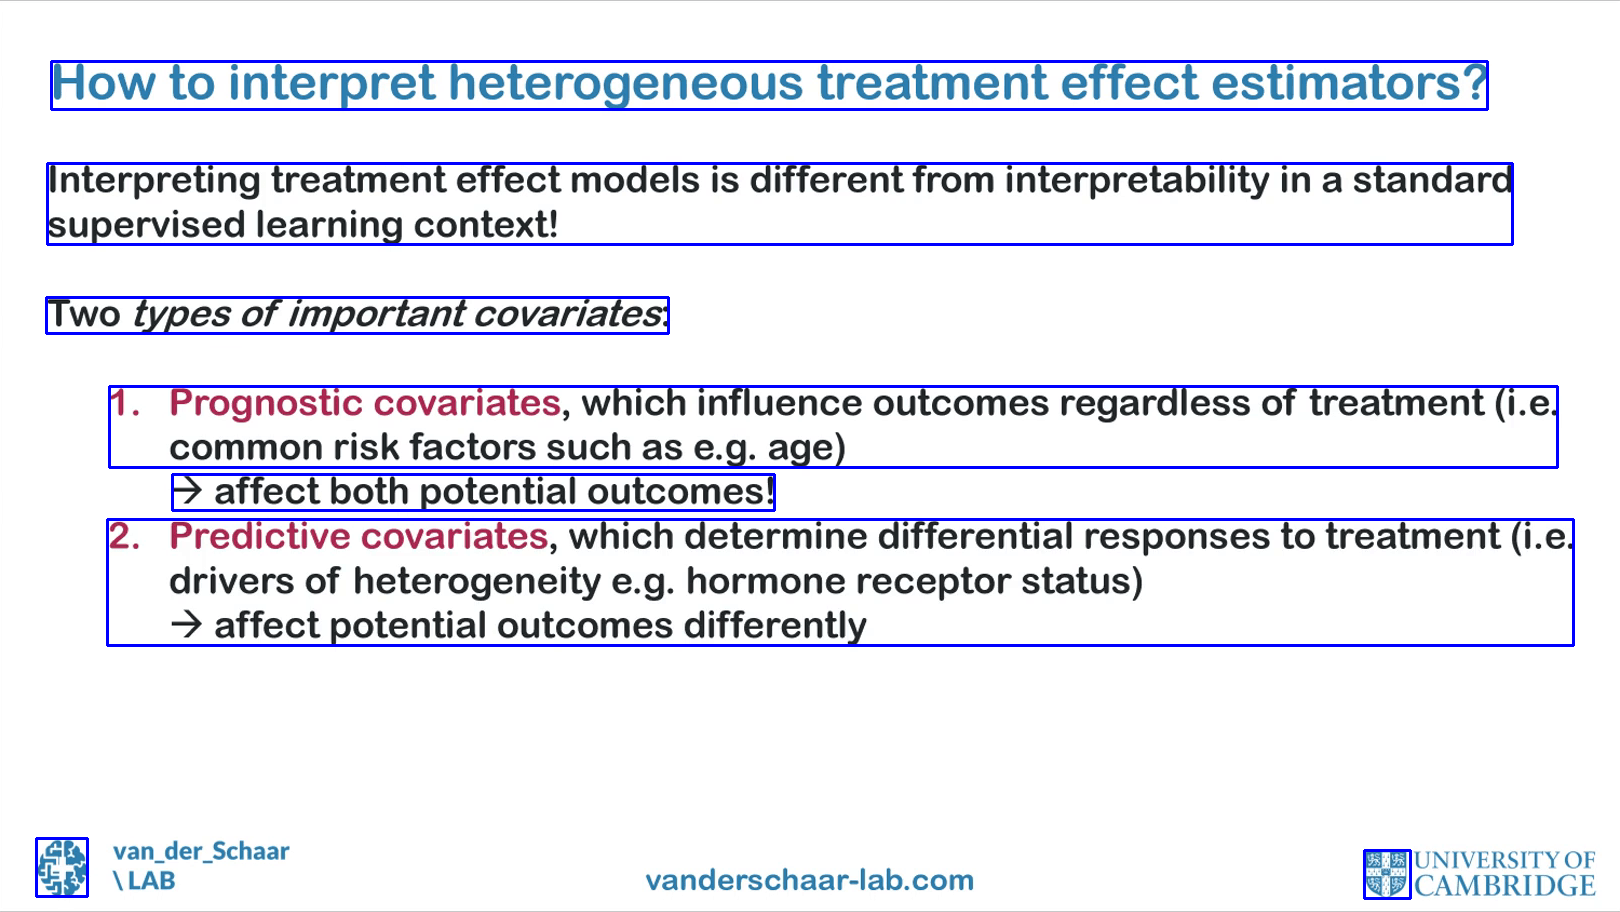 How to interpret heterogeneous treatment effect estimators?
Interpreting treatment effect models is different from interpretability in a standard
supervised learning context!
Two types of important covariates:
1. Prognostic covariates, which influence outcomes regardless of treatment (i.e.
common risk factors such as e.g. age)
→ affect both potential outcomes!
2. Predictive covariates, which determine differential responses to treatment (i.e.
drivers of heterogeneity e.g. hormone receptor status)
→ affect potential outcomes differently
van_der_Schaar
\ LAB
vanderschaar-lab.com
UNIVERSITY OF
CAMBRIDGE